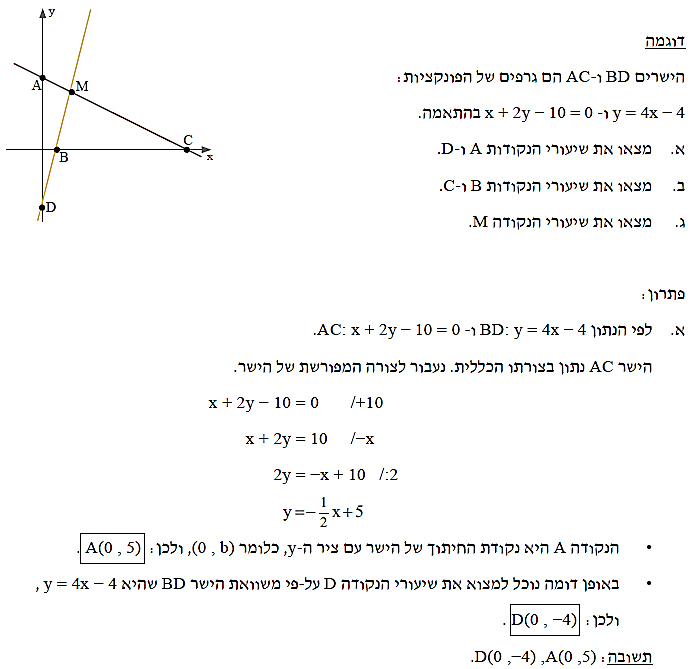 דוגמה
הישרים BD ו-AC הם גרפים של הפונקציות:
y = 4x − 4 ו- x + 2y − 10 = 0 בהתאמה.
א. מצאו את שיעורי הנקודות A ו-D.
ב. מצאו את שיעורי הנקודות B ו-C.
ג. מצאו את שיעורי הנקודה M.
y
A
M
C
B
x
D
פתרון:
א. לפי הנתון BD: y = 4x − 4 ו- AC: x + 2y − 10 = 0.
הישר AC נתון בצורתו הכללית. נעבור לצורה המפורשת של הישר.
x + 2y − 10 = 0 /+10
x + 2y = 10 /−x
2y = −x + 10 /:2
y = −1/2 x + 5
• הנקודה A היא נקודת החיתוך של הישר עם ציר ה-y, כלומר (0 , b), ולכן: A(0 , 5).
• באופן דומה נוכל למצוא את שיעורי הנקודה D על-פי משוואת הישר BD שהיא y = 4x − 4 ,
ולכן: D(0 , −4).
תשובה: A(0 ,5) ,D(0 ,−4).